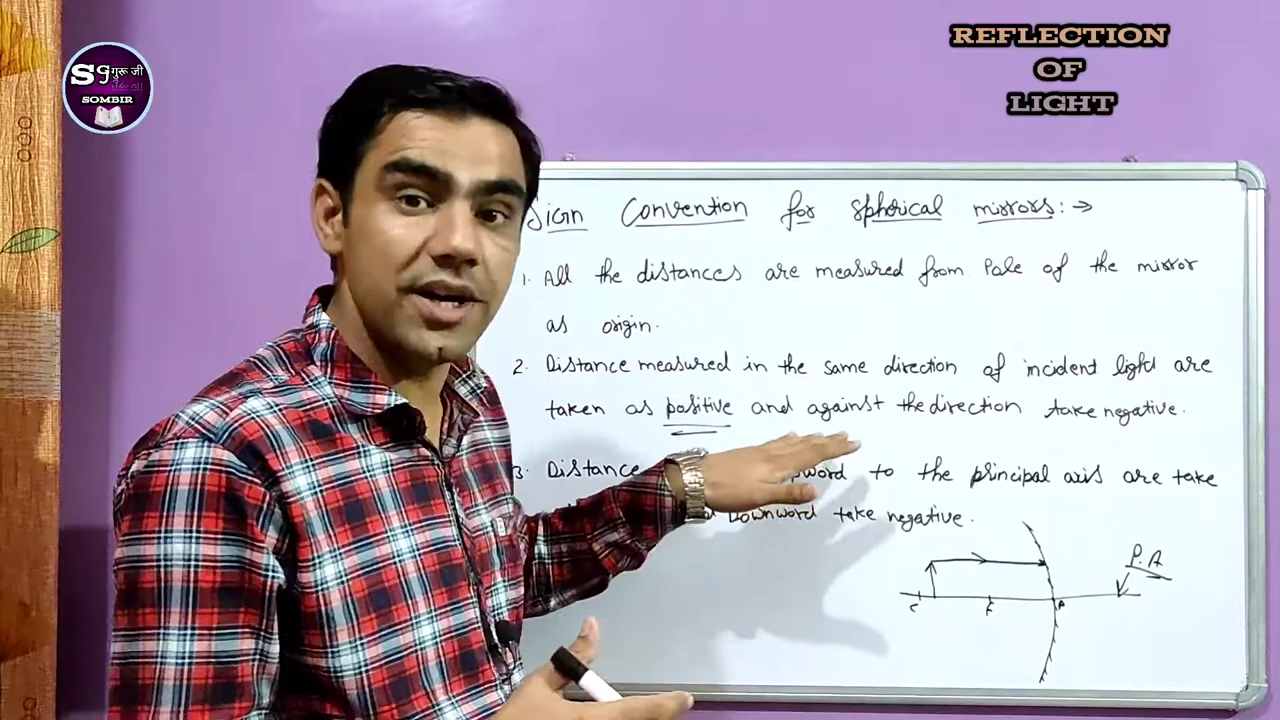 SG गुरू जी
SOMBIR
REFLECTION
OF
LIGHT
Sign Convention for spherical mirrors:→
1. All the distances are measured from Pole of the mirror
as origin.
2. Distance measured in the same direction of incident light are
taken as positive and against the direction take negative.
3. Distance upword to the principal axis are take
Downword take negative.
P.A
C F P